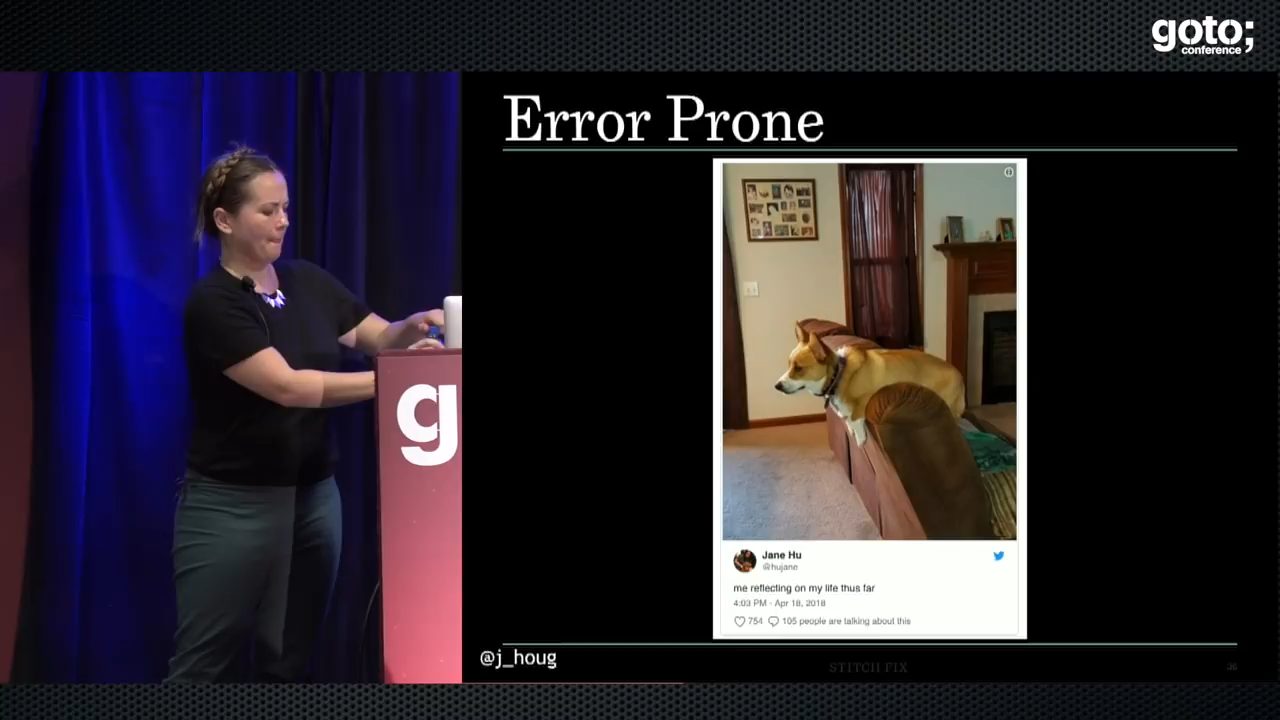 goto;
conference
Error Prone
g
Jane Hu
@hujane
me reflecting on my life thus far
4:03 PM - Apr 18, 2018
754 105 people are talking about this
@j_houg
STITCH FIX
36